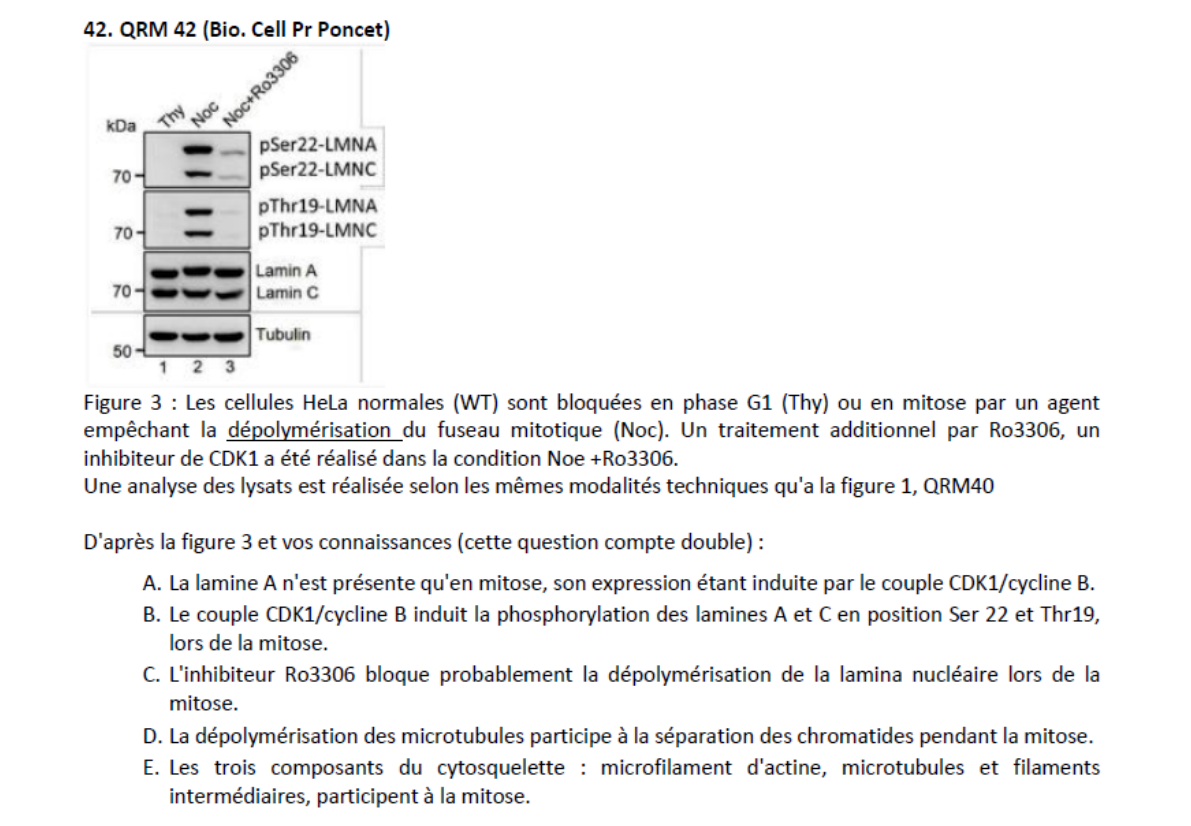 42. QRM 42 (Bio. Cell Pr Poncet)
kDa Thy Noc Noc+Ro3306
pSer22-LMNA
70 pSer22-LMNC
pThr19-LMNA
70 pThr19-LMNC
Lamin A
70 Lamin C
Tubulin
50
1 2 3
Figure 3 : Les cellules HeLa normales (WT) sont bloquées en phase G1 (Thy) ou en mitose par un agent
empêchant la dépolymérisation du fuseau mitotique (Noc). Un traitement additionnel par Ro3306, un
inhibiteur de CDK1 a été réalisé dans la condition Noe +Ro3306.
Une analyse des lysats est réalisée selon les mêmes modalités techniques qu'a la figure 1, QRM40
D'après la figure 3 et vos connaissances (cette question compte double) :
A. La lamine A n'est présente qu'en mitose, son expression étant induite par le couple CDK1/cycline B.
B. Le couple CDK1/cycline B induit la phosphorylation des lamines A et C en position Ser 22 et Thr19,
lors de la mitose.
C. L'inhibiteur Ro3306 bloque probablement la dépolymérisation de la lamina nucléaire lors de la
mitose.
D. La dépolymérisation des microtubules participe à la séparation des chromatides pendant la mitose.
E. Les trois composants du cytosquelette : microfilament d'actine, microtubules et filaments
intermédiaires, participent à la mitose.